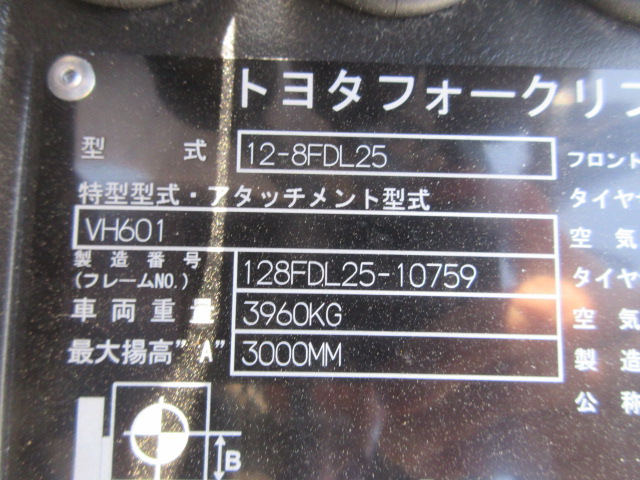 トヨタフォークリフ
型式 12-8FDL25 フロント
特型型式・アタッチメント型式 タイヤサ
VH601 空気
製造番号 (フレームNO.) 128FDL25-10759 タイヤ
車両重量 3960KG 空気
最大揚高"A" 3000MM 製造
公称
B